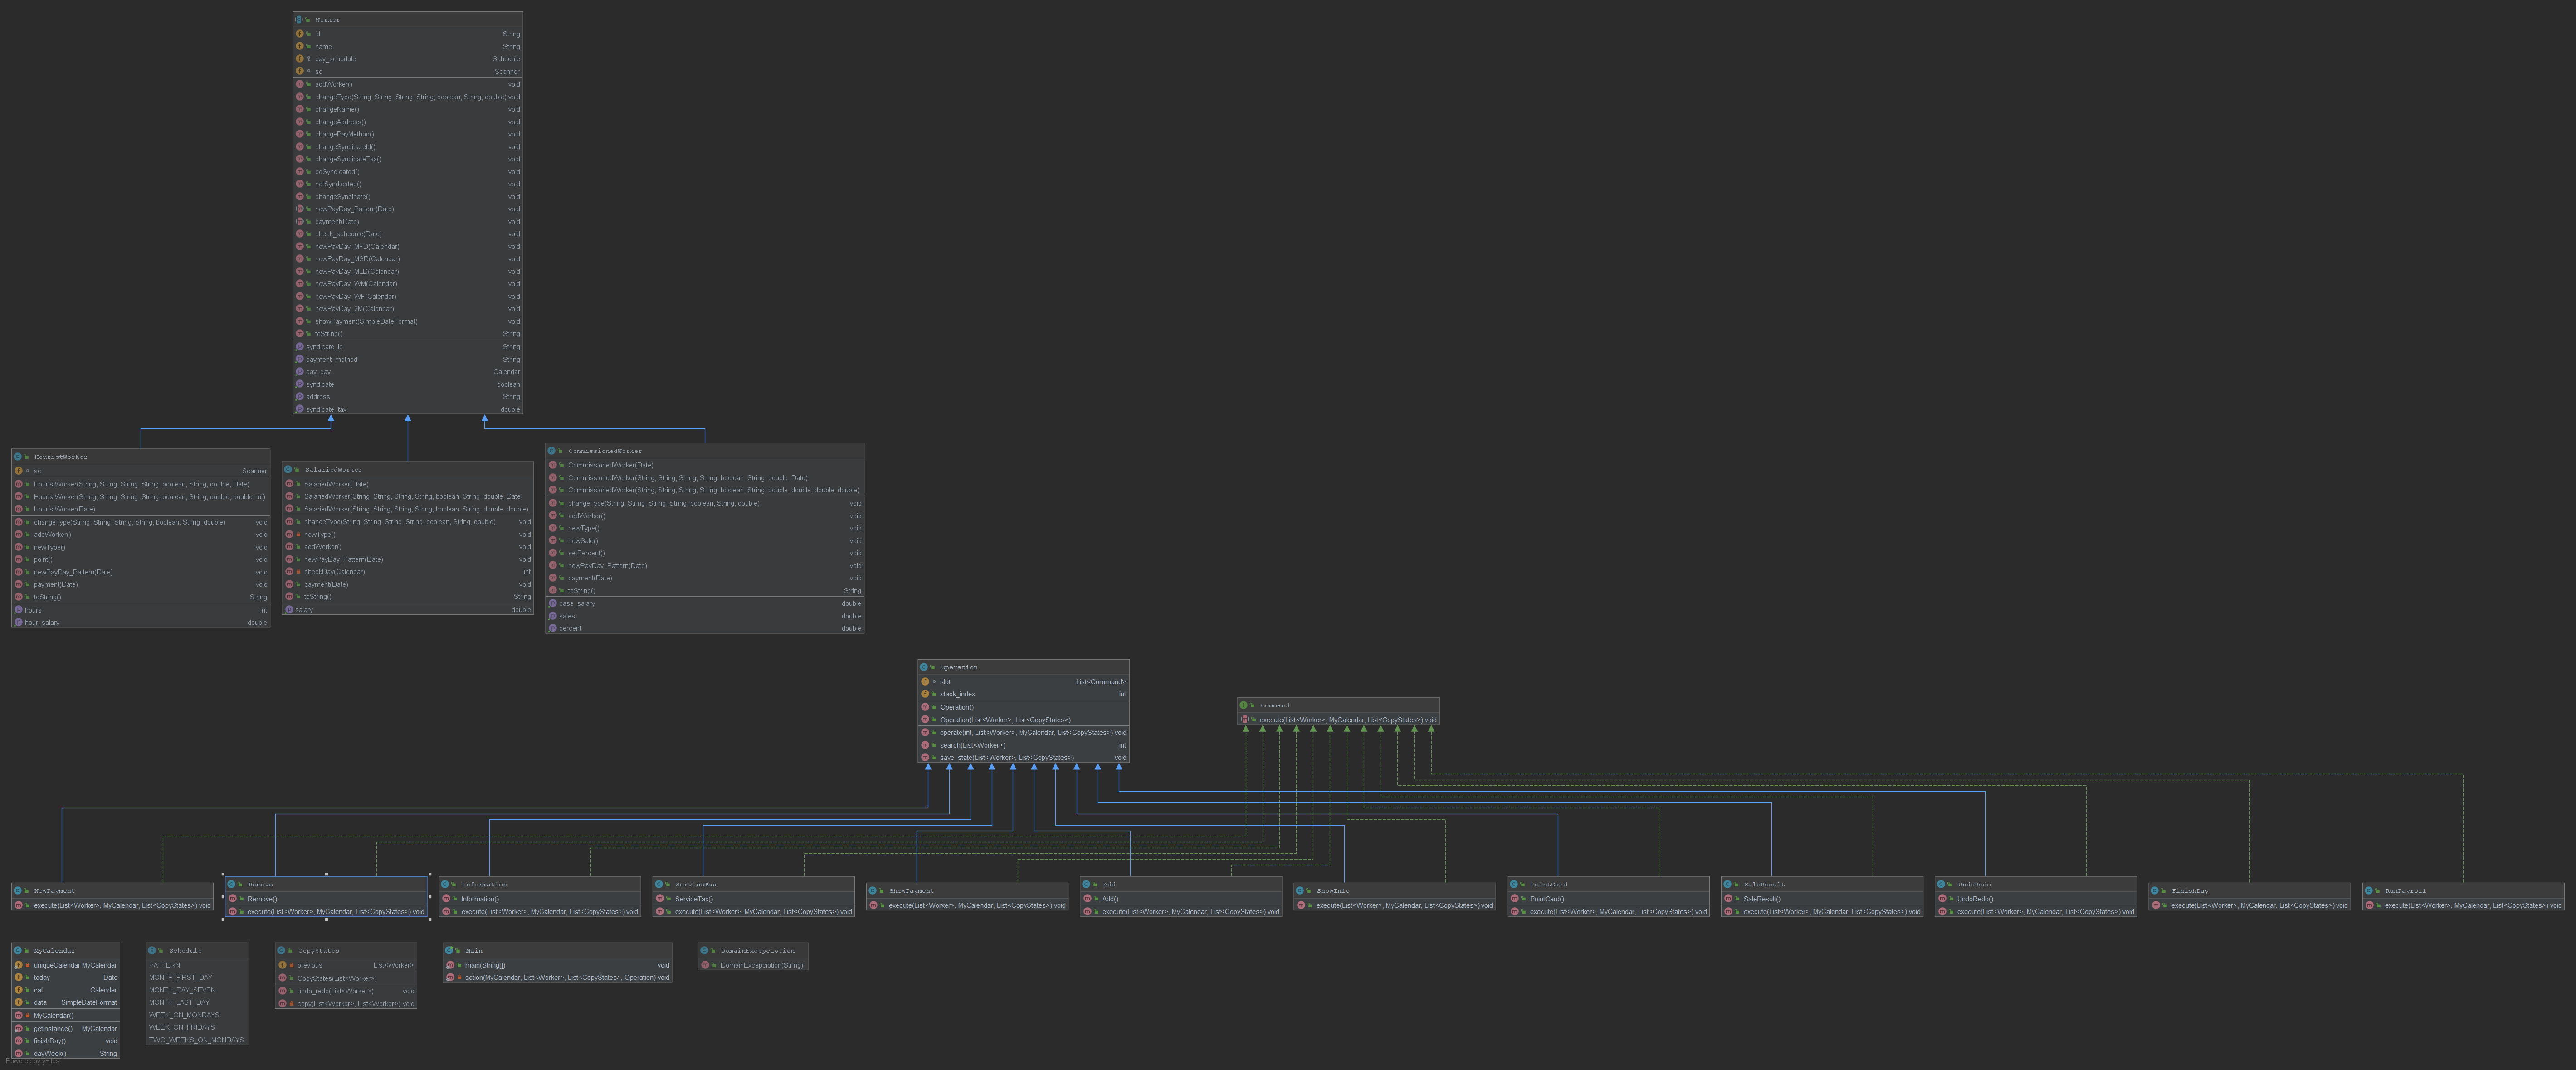 Worker
id String
name String
pay_schedule Schedule
sc Scanner
addWorker() void
changeType(String, String, String, String, boolean, String, double) void
changeName() void
changeAddress() void
changePayMethod() void
changeSyndicateId() void
changeSyndicateTax() void
beSyndicated() void
notSyndicated() void
changeSyndicate() void
newPayDay_Pattern(Date) void
payment(Date) void
check_schedule(Date) void
newPayDay_MFD(Calendar) void
newPayDay_MSD(Calendar) void
newPayDay_MLD(Calendar) void
newPayDay_WM(Calendar) void
newPayDay_WF(Calendar) void
newPayDay_2M(Calendar) void
showPayment(SimpleDateFormat) void
toString() String
syndicate_id String
payment_method String
pay_day Calendar
syndicate boolean
address String
syndicate_tax double
HouristWorker
sc Scanner
HouristWorker(String, String, String, String, boolean, String, double, Date)
HouristWorker(String, String, String, String, boolean, String, double, double, int)
HouristWorker(Date)
changeType(String, String, String, String, boolean, String, double) void
addWorker() void
newType() void
point() void
newPayDay_Pattern(Date) void
payment(Date) void
toString() String
hours int
hour_salary double
SalariedWorker
SalariedWorker(Date)
SalariedWorker(String, String, String, String, boolean, String, double, Date)
SalariedWorker(String, String, String, String, boolean, String, double, double)
changeType(String, String, String, String, boolean, String, double) void
newType() void
addWorker() void
newPayDay_Pattern(Date) void
checkDay(Calendar) int
payment(Date) void
toString() String
salary double
CommissionedWorker
CommissionedWorker(Date)
CommissionedWorker(String, String, String, String, boolean, String, double, Date)
CommissionedWorker(String, String, String, String, boolean, String, double, double, double, double)
changeType(String, String, String, String, boolean, String, double) void
addWorker() void
newType() void
newSale() void
setPercent() void
newPayDay_Pattern(Date) void
payment(Date) void
toString() String
base_salary double
sales double
percent double
Operation
slot List<Command>
stack_index int
Operation()
Operation(List<Worker>, List<CopyStates>)
operate(int, List<Worker>, MyCalendar, List<CopyStates>) void
search(List<Worker>) int
save_state(List<Worker>, List<CopyStates>) void
Command
execute(List<Worker>, MyCalendar, List<CopyStates>) void
NewPayment
execute(List<Worker>, MyCalendar, List<CopyStates>) void
Remove
Remove()
execute(List<Worker>, MyCalendar, List<CopyStates>) void
Information
Information()
execute(List<Worker>, MyCalendar, List<CopyStates>) void
ServiceTax
ServiceTax()
execute(List<Worker>, MyCalendar, List<CopyStates>) void
ShowPayment
execute(List<Worker>, MyCalendar, List<CopyStates>) void
Add
Add()
execute(List<Worker>, MyCalendar, List<CopyStates>) void
ShowInfo
execute(List<Worker>, MyCalendar, List<CopyStates>) void
PointCard
PointCard()
execute(List<Worker>, MyCalendar, List<CopyStates>) void
SaleResult
SaleResult()
execute(List<Worker>, MyCalendar, List<CopyStates>) void
UndoRedo
UndoRedo()
execute(List<Worker>, MyCalendar, List<CopyStates>) void
FinishDay
execute(List<Worker>, MyCalendar, List<CopyStates>) void
RunPayroll
execute(List<Worker>, MyCalendar, List<CopyStates>) void
MyCalendar
uniqueCalendar MyCalendar
today Date
cal Calendar
data SimpleDateFormat
MyCalendar()
getInstance() MyCalendar
finishDay() void
dayWeek() String
Schedule
PATTERN
MONTH_FIRST_DAY
MONTH_DAY_SEVEN
MONTH_LAST_DAY
WEEK_ON_MONDAYS
WEEK_ON_FRIDAYS
TWO_WEEKS_ON_MONDAYS
CopyStates
previous List<Worker>
CopyStates(List<Worker>)
undo_redo(List<Worker>) void
copy(List<Worker>, List<Worker>) void
Main
main(String[]) void
action(MyCalendar, List<Worker>, List<CopyStates>, Operation) void
DomainExcepciotion
DomainExcepciotion(String)
Powered by yFiles